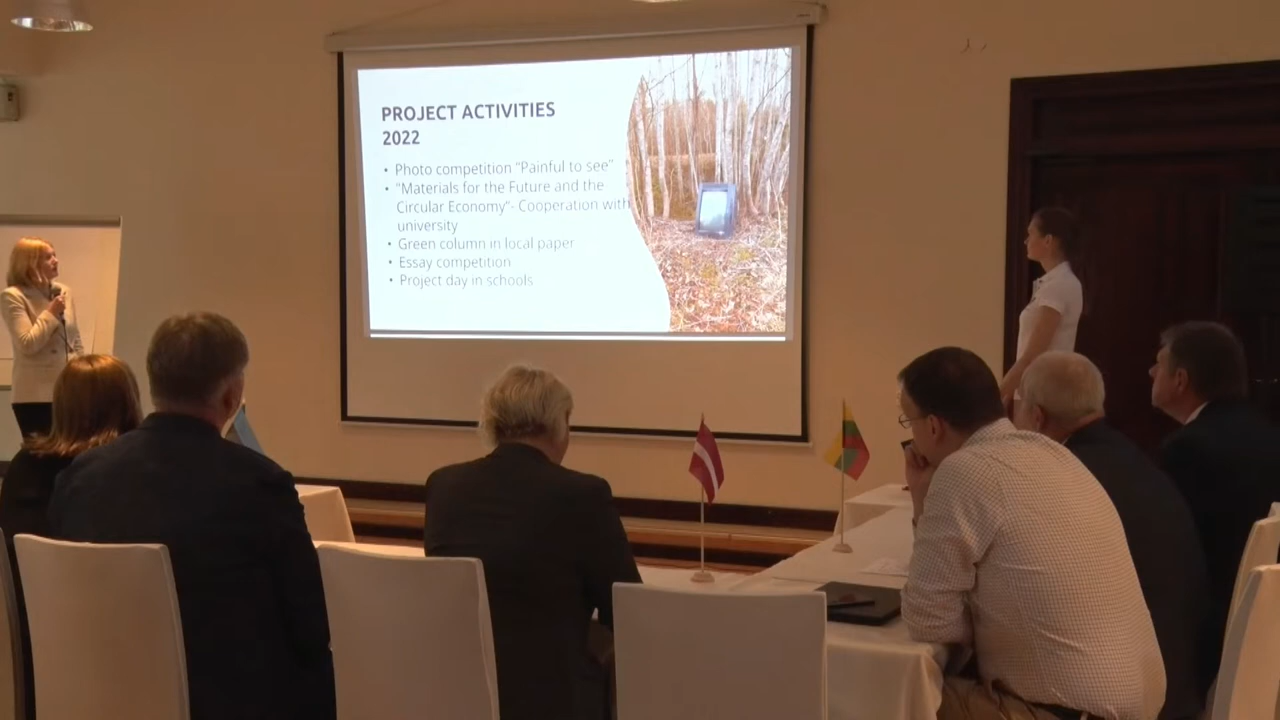 PROJECT ACTIVITIES
2022
• Photo competition "Painful to see"
• "Materials for the Future and the
Circular Economy"- Cooperation with
university
• Green column in local paper
• Essay competition
• Project day in schools